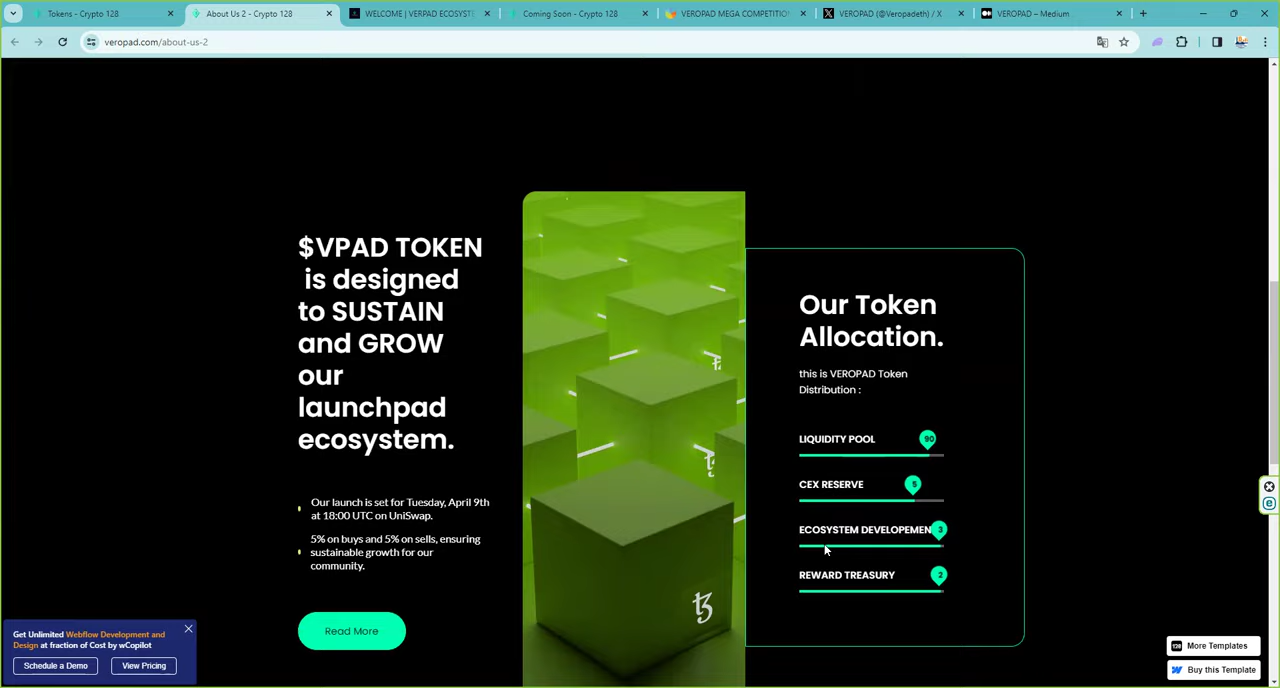 Tokens – Crypto 128
About Us 2 - Crypto 128
WELCOME | VERPAD ECOSYST
Coming Soon - Crypto 128
VEROPAD MEGA COMPETITIO
VEROPAD (@Veropadeth) / X
VEROPAD – Medium
veropad.com/about-us-2
$VPAD TOKEN
is designed
to SUSTAIN
and GROW
our
launchpad
ecosystem.
Our launch is set for Tuesday, April 9th
at 18:00 UTC on UniSwap.
5% on buys and 5% on sells, ensuring
sustainable growth for our
community.
Read More
Our Token
Allocation.
this is VEROPAD Token
Distribution :
LIQUIDITY POOL 90
CEX RESERVE 5
ECOSYSTEM DEVELOPEMEN 3
REWARD TREASURY 2
Get Unlimited Webflow Development and
Design at fraction of Cost by wCopilot
Schedule a Demo View Pricing
128 More Templates
Buy this Template